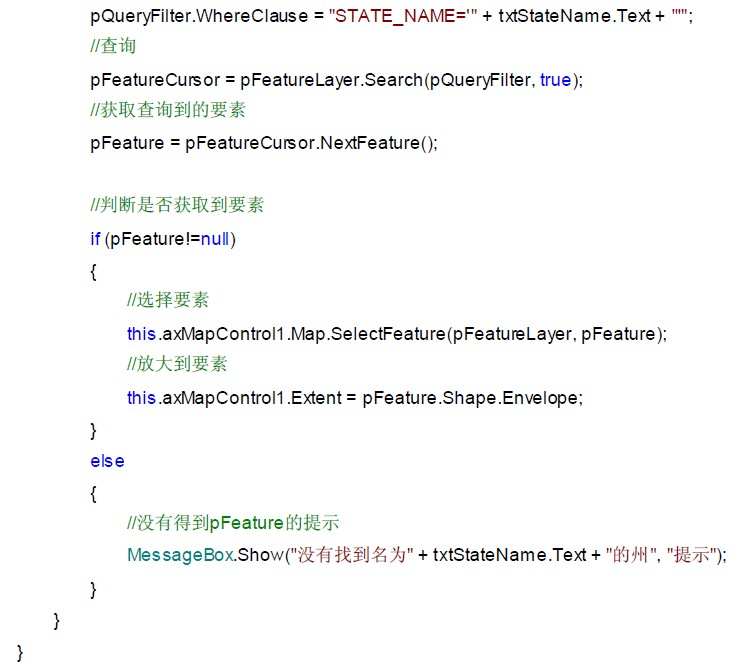 pQueryFilter.WhereClause = "STATE_NAME='" + txtStateName.Text + "'";
//查询
pFeatureCursor = pFeatureLayer.Search(pQueryFilter, true);
//获取查询到的要素
pFeature = pFeatureCursor.NextFeature();
//判断是否获取到要素
if (pFeature!=null)
{
//选择要素
this.axMapControl1.Map.SelectFeature(pFeatureLayer, pFeature);
//放大到要素
this.axMapControl1.Extent = pFeature.Shape.Envelope;
}
else
{
//没有得到pFeature的提示
MessageBox.Show("没有找到名为" + txtStateName.Text + "的州", "提示");
}
}
}